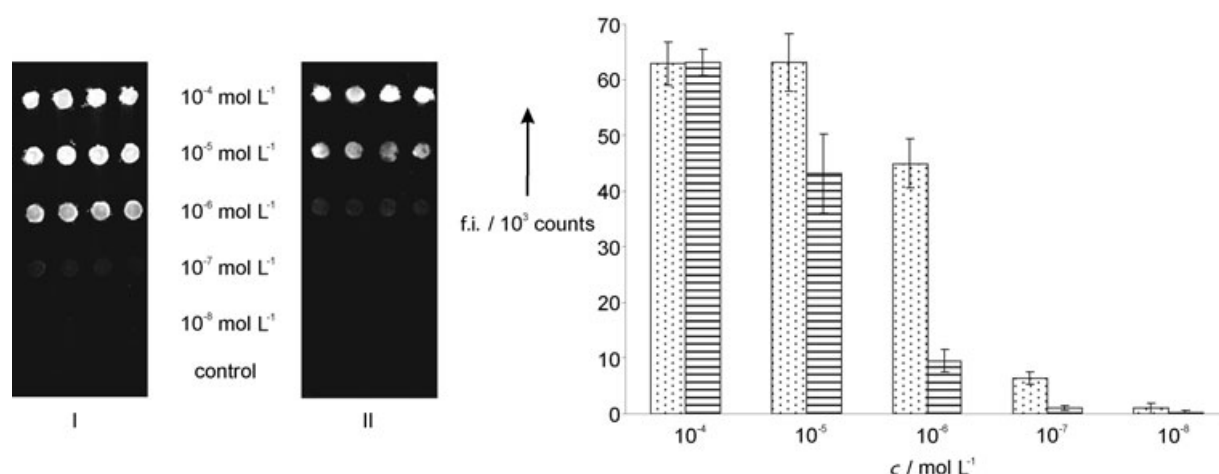 10⁻⁴ mol L⁻¹
10⁻⁵ mol L⁻¹
10⁻⁶ mol L⁻¹
10⁻⁷ mol L⁻¹
10⁻⁸ mol L⁻¹
control
I
II
f.i. / 10³ counts
70
60
50
40
30
20
10
0
10⁻⁴ 10⁻⁵ 10⁻⁶ 10⁻⁷ 10⁻⁸
c / mol L⁻¹